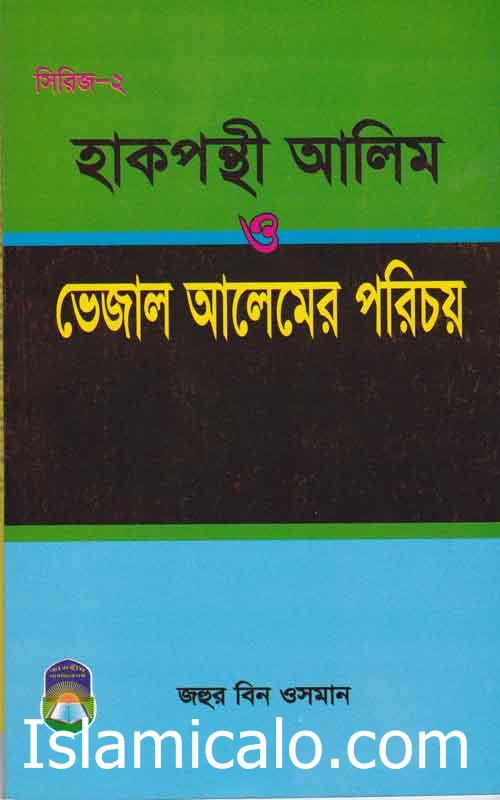 সিরিজ-২
হাকপন্থী আলিম
ও
ভেজাল আলেমের পরিচয়
জহুর বিন ওসমান
Islamicalo.com